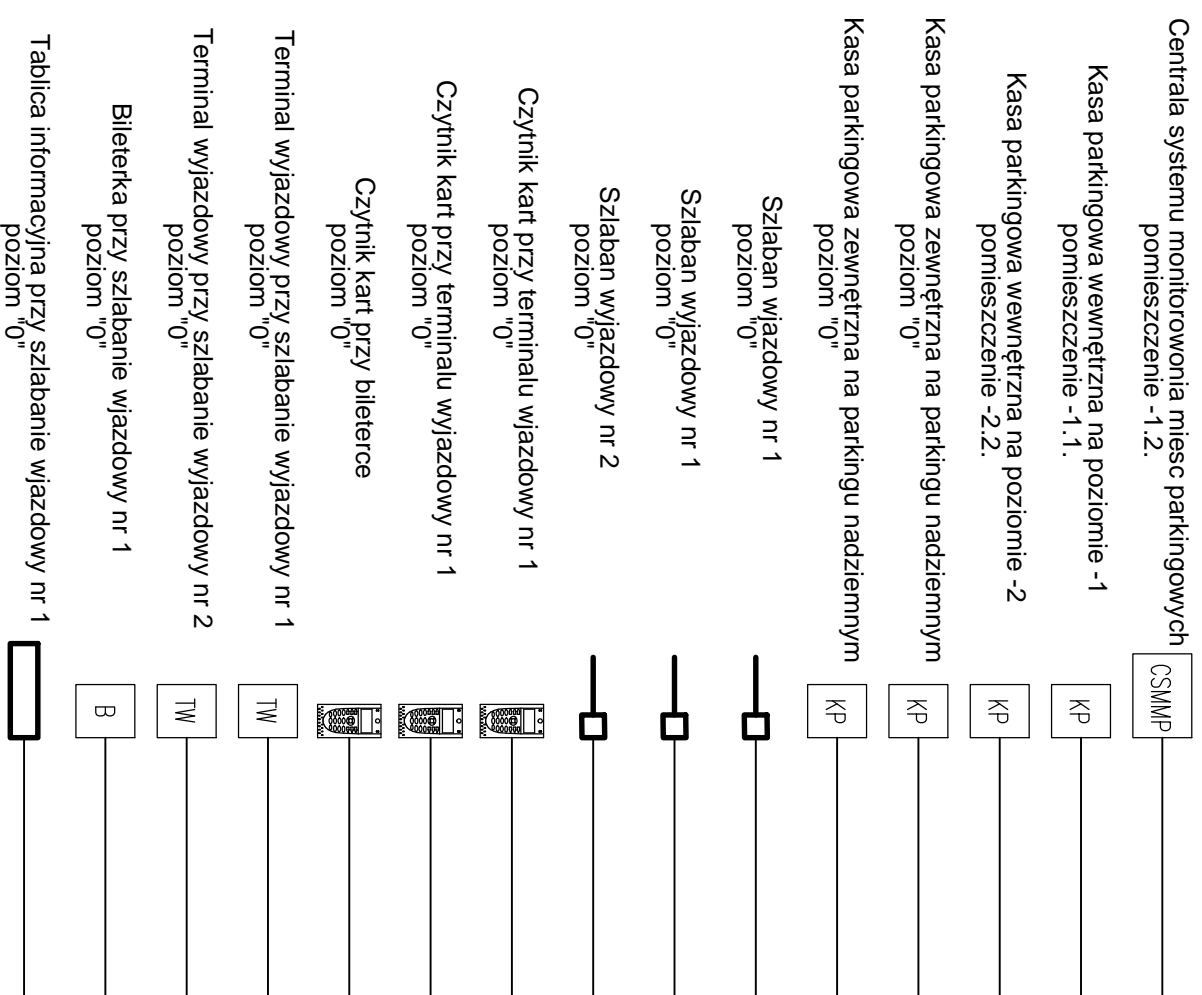 Centrala systemu monitorowonia miesc parkingowych
pomieszczenie -1.2.
CSMMP
Kasa parkingowa wewnętrzna na poziomie -1
pomieszczenie -1.1.
KP
Kasa parkingowa wewnętrzna na poziomie -2
pomieszczenie -2.2.
KP
Kasa parkingowa zewnętrzna na parkingu nadziemnym
poziom "0"
KP
Kasa parkingowa zewnętrzna na parkingu nadziemnym
poziom "0"
KP
Szlaban wjazdowy nr 1
poziom "0"
Szlaban wyjazdowy nr 1
poziom "0"
Szlaban wyjazdowy nr 2
poziom "0"
Czytnik kart przy terminalu wjazdowy nr 1
poziom "0"
Czytnik kart przy terminalu wyjazdowy nr 1
poziom "0"
Czytnik kart przy bileterce
poziom "0"
Terminal wyjazdowy przy szlabanie wyjazdowy nr 1
poziom "0"
TW
Terminal wyjazdowy przy szlabanie wyjazdowy nr 2
poziom "0"
TW
Bileterka przy szlabanie wjazdowy nr 1
poziom "0"
B
Tablica informacyjna przy szlabanie wjazdowy nr 1
poziom "0"